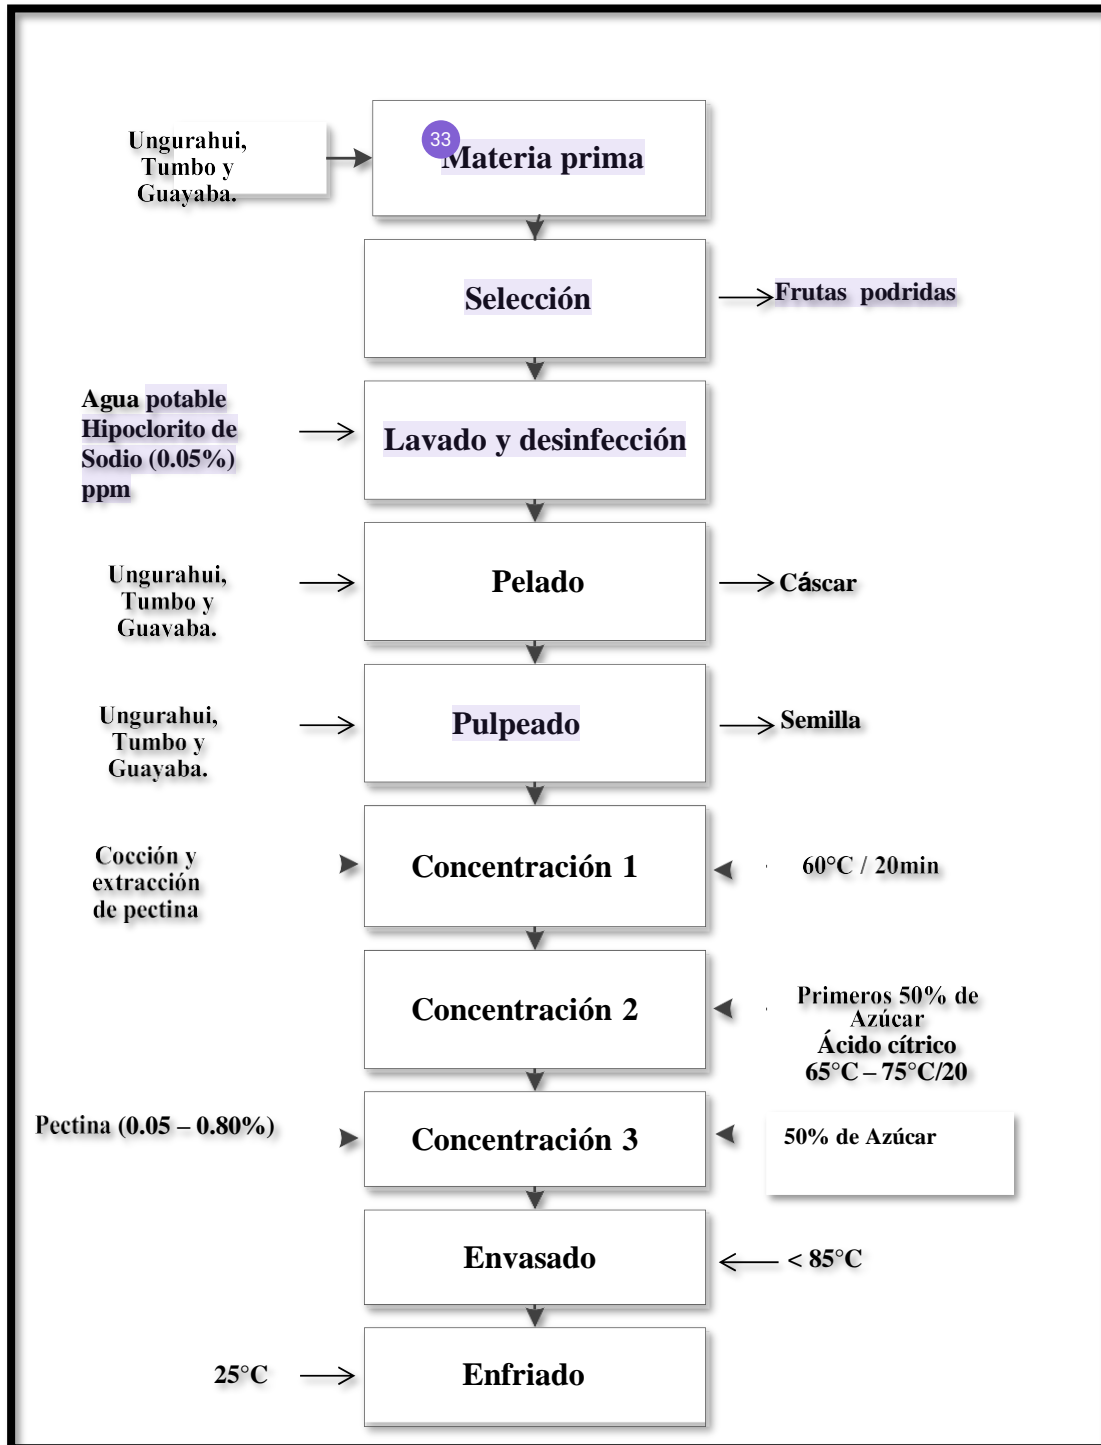 Ungurahui,
Tumbo y
Guayaba.
33
Materia prima
Selección
Frutas podridas
Agua potable
Hipoclorito de
Sodio (0.05%)
ppm
Lavado y desinfección
Ungurahui,
Tumbo y
Guavaba.
Pelado
Cáscar
Ungurahui,
Tumbo y
Guayaba.
Pulpeado
Semilla
Cocción y
extracción
de pectina
Concentración 1
60°C / 20min
Concentración 2
Primeros 50% de
Azúcar
Ácido cítrico
65°C – 75°C/20
Pectina (0.05 – 0.80%)
Concentración 3
50% de Azúcar
Envasado
< 85°C
25°C
Enfriado